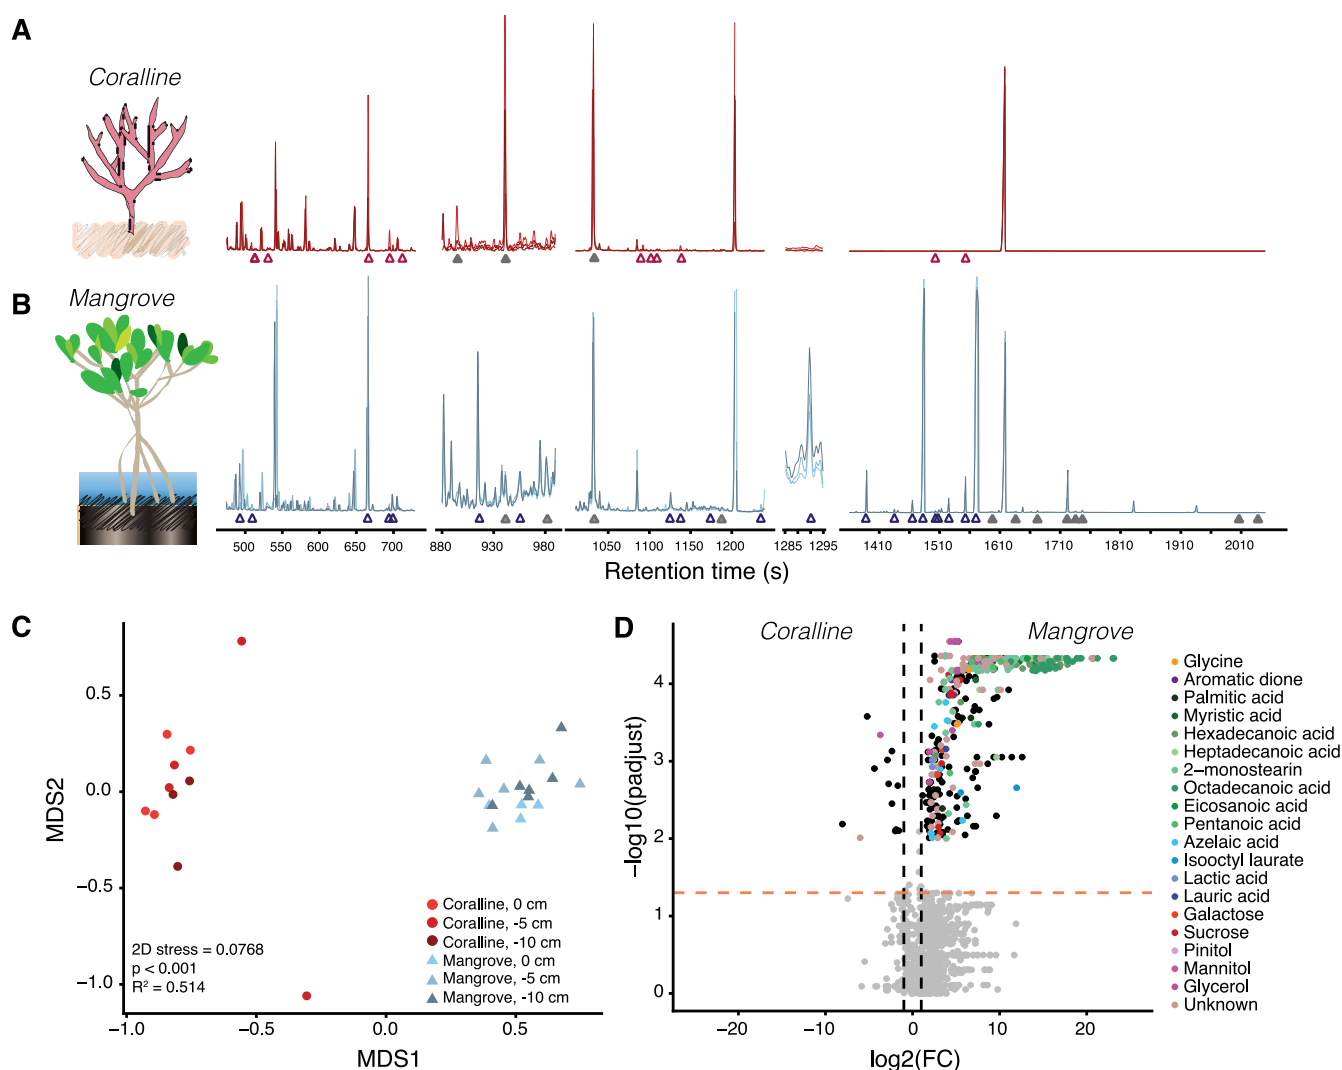 A
Coralline
B
Mangrove
500 550 600 650 700 880 930 980 1050 1100 1150 1200 1285 1295 1410 1510 1610 1710 1810 1910 2010
Retention time (s)
C
MDS2
0.5
0.0
−0.5
−1.0
Coralline, 0 cm
Coralline, -5 cm
Coralline, -10 cm
Mangrove, 0 cm
Mangrove, -5 cm
Mangrove, -10 cm
2D stress = 0.0768
p < 0.001
R² = 0.514
−1.0 −0.5 0.0 0.5
MDS1
D
Coralline Mangrove
−log10(padjust)
4
3
2
1
0
−20 −10 0 10 20
log2(FC)
Glycine
Aromatic dione
Palmitic acid
Myristic acid
Hexadecanoic acid
Heptadecanoic acid
2−monostearin
Octadecanoic acid
Eicosanoic acid
Pentanoic acid
Azelaic acid
Isooctyl laurate
Lactic acid
Lauric acid
Galactose
Sucrose
Pinitol
Mannitol
Glycerol
Unknown